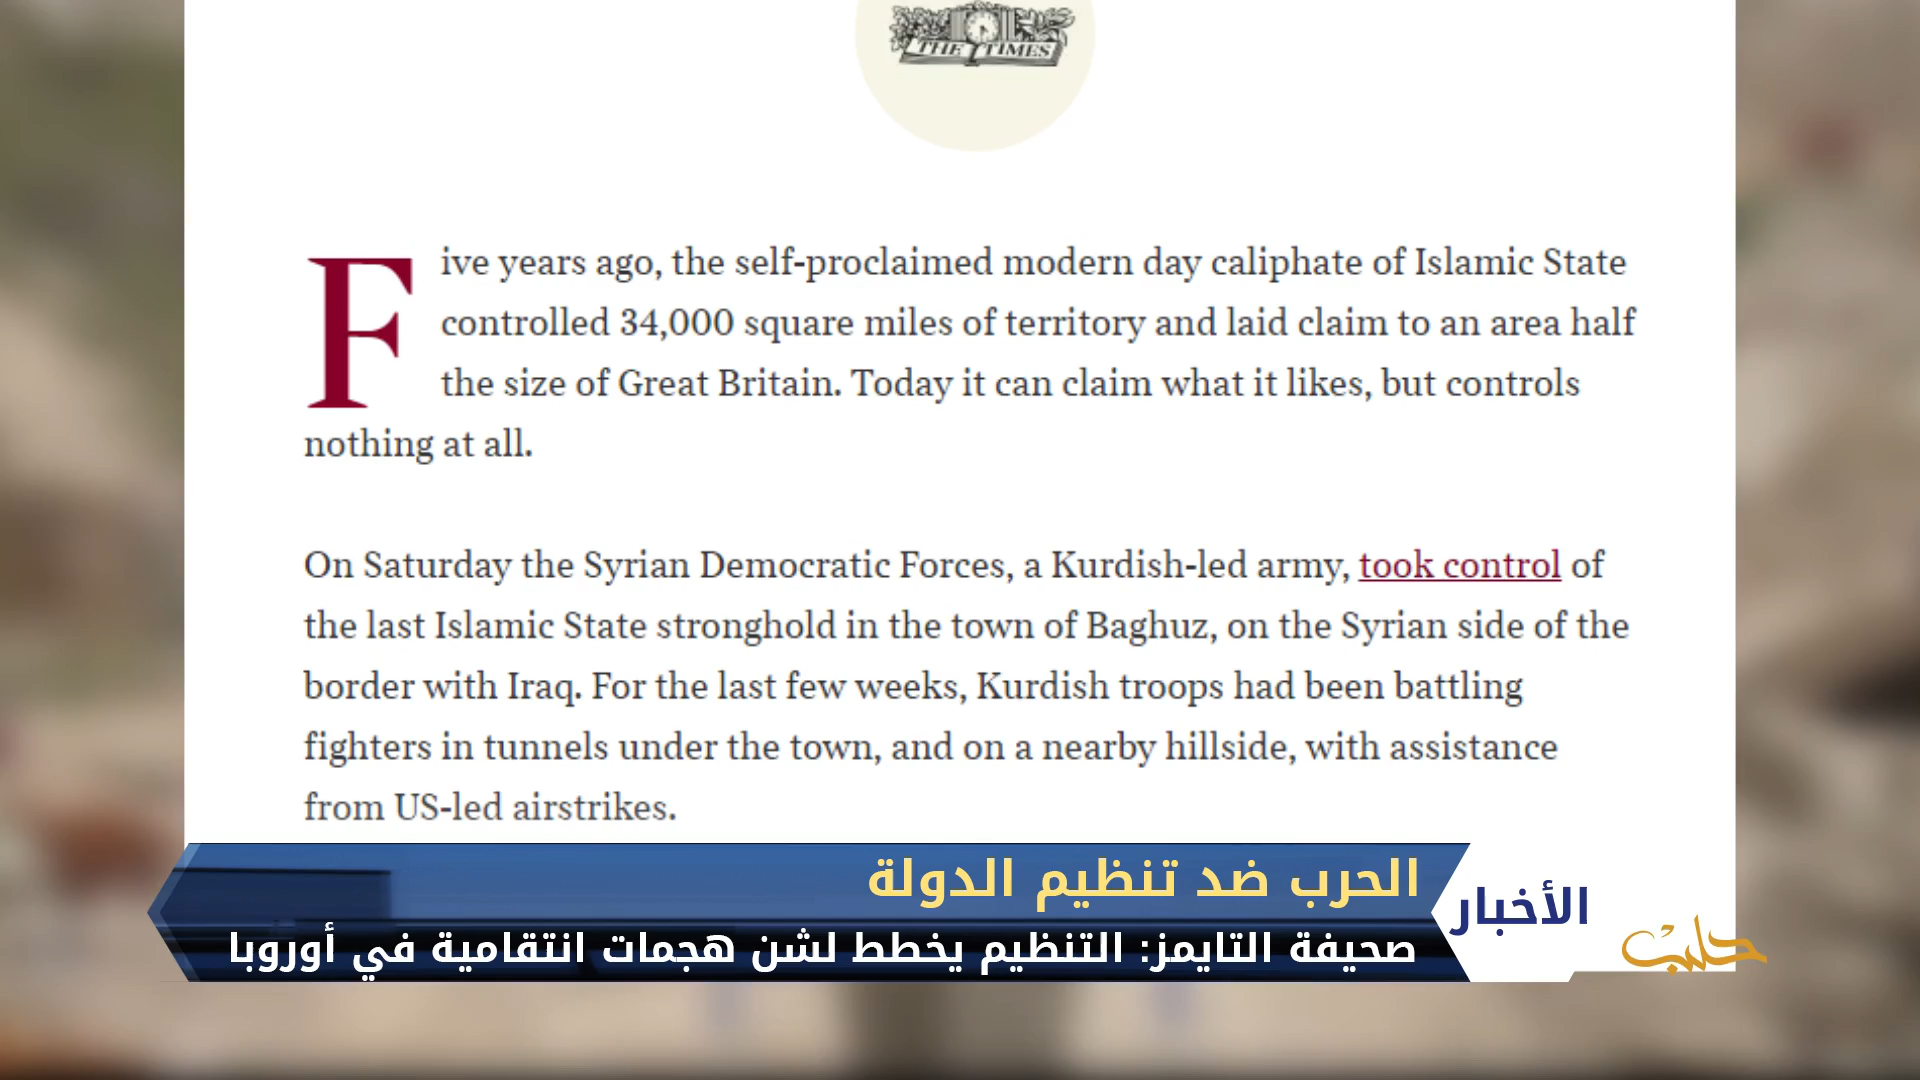 THE TIMES
Five years ago, the self-proclaimed modern day caliphate of Islamic State
controlled 34,000 square miles of territory and laid claim to an area half
the size of Great Britain. Today it can claim what it likes, but controls
nothing at all.
On Saturday the Syrian Democratic Forces, a Kurdish-led army, took control of
the last Islamic State stronghold in the town of Baghuz, on the Syrian side of the
border with Iraq. For the last few weeks, Kurdish troops had been battling
fighters in tunnels under the town, and on a nearby hillside, with assistance
from US-led airstrikes.
الحرب ضد تنظيم الدولة
الأخبار
صحيفة التايمز: التنظيم يخطط لشن هجمات انتقامية في أوروبا
حلب